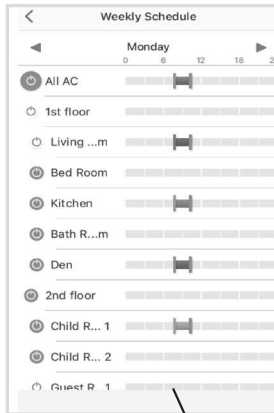 Weekly Schedule
Monday
0 6 12 18 2
All AC
1st floor
Living ...m
Bed Room
Kitchen
Bath R...m
Den
2nd floor
Child R... 1
Child R... 2
Guest R 1